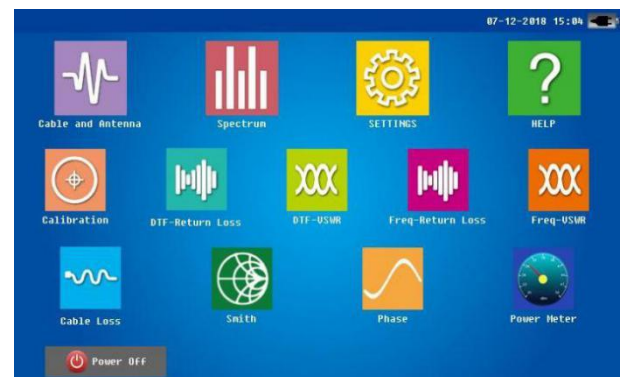 07-12-2018 15:04
Cable and Antenna Spectrum SETTINGS HELP
Calibration DTF-Return Loss DTF-VSWR Freq-Return Loss Freq-VSWR
Cable Loss Smith Phase Power Meter
Power Off